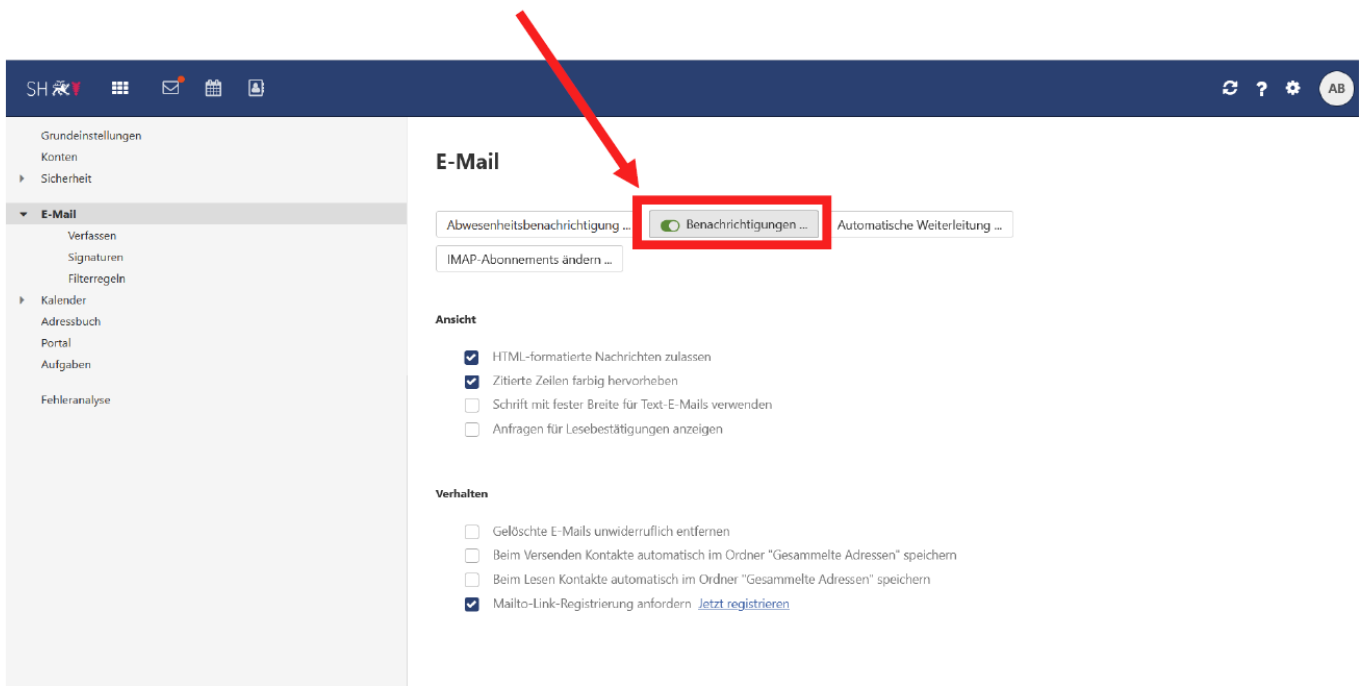 SH
AB
Grundeinstellungen
Konten
Sicherheit
E-Mail
Verfassen
Signaturen
Filterregeln
Kalender
Adressbuch
Portal
Aufgaben
Fehleranalyse
E-Mail
Abwesenheitsbenachrichtigung ... Benachrichtigungen ... Automatische Weiterleitung ...
IMAP-Abonnements ändern ...
Ansicht
HTML-formatierte Nachrichten zulassen
Zitierte Zeilen farbig hervorheben
Schrift mit fester Breite für Text-E-Mails verwenden
Anfragen für Lesebestätigungen anzeigen
Verhalten
Gelöschte E-Mails unwiderruflich entfernen
Beim Versenden Kontakte automatisch im Ordner "Gesammelte Adressen" speichern
Beim Lesen Kontakte automatisch im Ordner "Gesammelte Adressen" speichern
Mailto-Link-Registrierung anfordern Jetzt registrieren